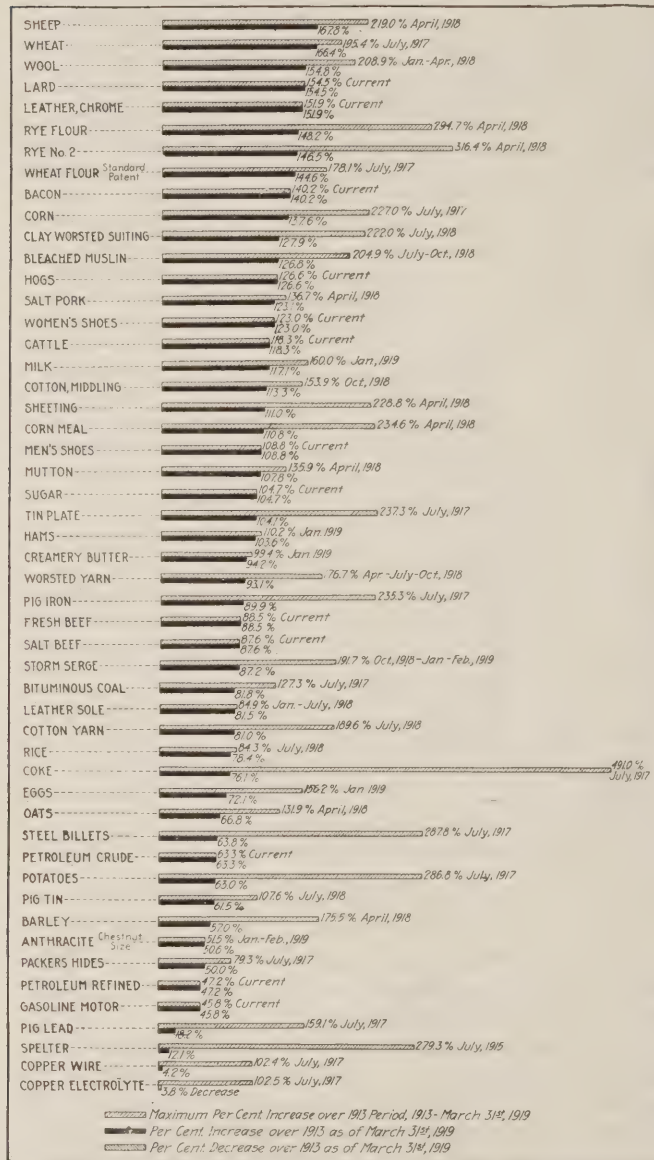 SHEEP 219.0% April, 1918
167.8%
WHEAT 195.4% July, 1917
166.4%
WOOL 208.9% Jan.-Apr., 1918
154.8%
LARD 154.5% Current
154.5%
LEATHER, CHROME 151.9% Current
151.9%
RYE FLOUR 294.7% April, 1918
148.2%
RYE No. 2 316.4% April, 1918
146.5%
WHEAT FLOUR Standard Patent 178.1% July, 1917
144.6%
BACON 140.2% Current
140.2%
CORN 227.0% July, 1917
137.6%
CLAY WORSTED SUITING 222.0% July, 1918
127.9%
BLEACHED MUSLIN 204.9% July-Oct, 1918
126.8%
HOGS 126.6% Current
126.6%
SALT PORK 136.7% April, 1918
123.1%
WOMEN'S SHOES 123.0% Current
123.0%
CATTLE 118.3% Current
118.3%
MILK 160.0% Jan, 1919
117.1%
COTTON, MIDDLING 153.9% Oct, 1918
113.3%
SHEETING 228.8% April, 1918
111.0%
CORN MEAL 234.6% April, 1918
110.8%
MEN'S SHOES 108.8% Current
108.8%
MUTTON 135.9% April, 1918
107.8%
SUGAR 104.7% Current
104.7%
TIN PLATE 237.3% July, 1917
104.1%
HAMS 110.2% Jan. 1919
103.6%
CREAMERY BUTTER 99.4% Jan. 1919
94.2%
WORSTED YARN 176.7% Apr.-July-Oct., 1918
93.1%
PIG IRON 235.3% July, 1917
89.9%
FRESH BEEF 88.5% Current
88.5%
SALT BEEF 87.6% Current
87.6%
STORM SERGE 191.7% Oct, 1918-Jan-Feb., 1919
87.2%
BITUMINOUS COAL 127.3% July, 1917
81.8%
LEATHER SOLE 84.9% Jan.-July, 1918
81.5%
COTTON YARN 189.6% July, 1918
81.0%
RICE 84.3% July, 1918
78.4%
COKE 491.0%
July, 1917
76.1%
EGGS 156.2% Jan 1919
72.1%
OATS 131.9% April, 1918
66.8%
STEEL BILLETS 287.8% July, 1917
63.8%
PETROLEUM CRUDE 63.3% Current
63.3%
POTATOES 286.8% July, 1917
63.0%
PIG TIN 107.6% July, 1918
61.5%
BARLEY 175.5% April, 1918
57.0%
ANTHRACITE Chestnut Size 51.5% Jan.-Feb., 1919
50.6%
PACKERS HIDES 79.3% July, 1917
50.0%
PETROLEUM REFINED 47.2% Current
47.2%
GASOLINE MOTOR 45.8% Current
45.8%
PIG LEAD 159.1% July, 1917
18.2%
SPELTER 279.3% July, 1915
12.1%
COPPER WIRE 102.4% July, 1917
4.2%
COPPER ELECTROLYTE 102.5% July, 1917
3.8% Decrease
Maximum Per Cent Increase over 1913 Period, 1913-March 31st, 1919
Per Cent. Increase over 1913 as of March 31st, 1919
Per Cent Decrease over 1913 as of March 31st, 1919